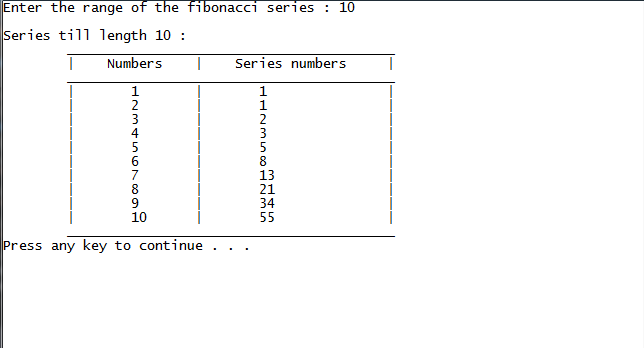 Enter the range of the fibonacci series : 10
Series till length 10 :
| Numbers | Series numbers |
| 1 | 1 |
| 2 | 1 |
| 3 | 2 |
| 4 | 3 |
| 5 | 5 |
| 6 | 8 |
| 7 | 13 |
| 8 | 21 |
| 9 | 34 |
| 10 | 55 |
Press any key to continue . . .